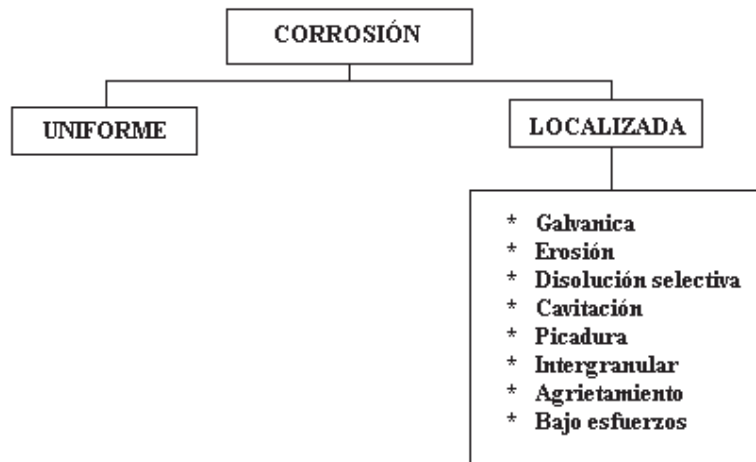 CORROSIÓN
UNIFORME
LOCALIZADA
* Galvanica
* Erosión
* Disolución selectiva
* Cavitación
* Picadura
* Intergranular
* Agrietamiento
* Bajo esfuerzos